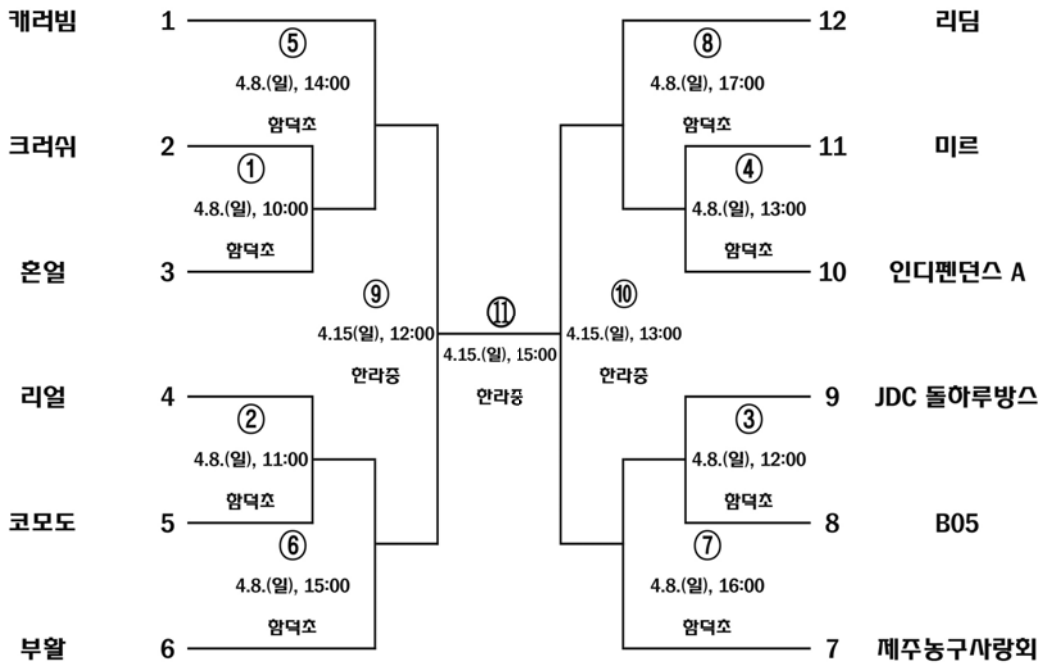 캐러빔 1
⑤
4.8.(일), 14:00
함덕초
크러쉬 2
①
4.8.(일), 10:00
함덕초
혼얼 3
⑨
4.15(일), 12:00
한라중
리얼 4
②
4.8.(일), 11:00
함덕초
코모도 5
⑥
4.8.(일), 15:00
함덕초
부활 6
⑪
4.15.(일), 15:00
한라중
12 리딤
⑧
4.8.(일), 17:00
함덕초
11 미르
④
4.8.(일), 13:00
함덕초
10 인디펜던스 A
⑩
4.15.(일), 13:00
한라중
9 JDC 돌하루방스
③
4.8.(일), 12:00
함덕초
8 B05
⑦
4.8.(일), 16:00
함덕초
7 제주농구사랑회